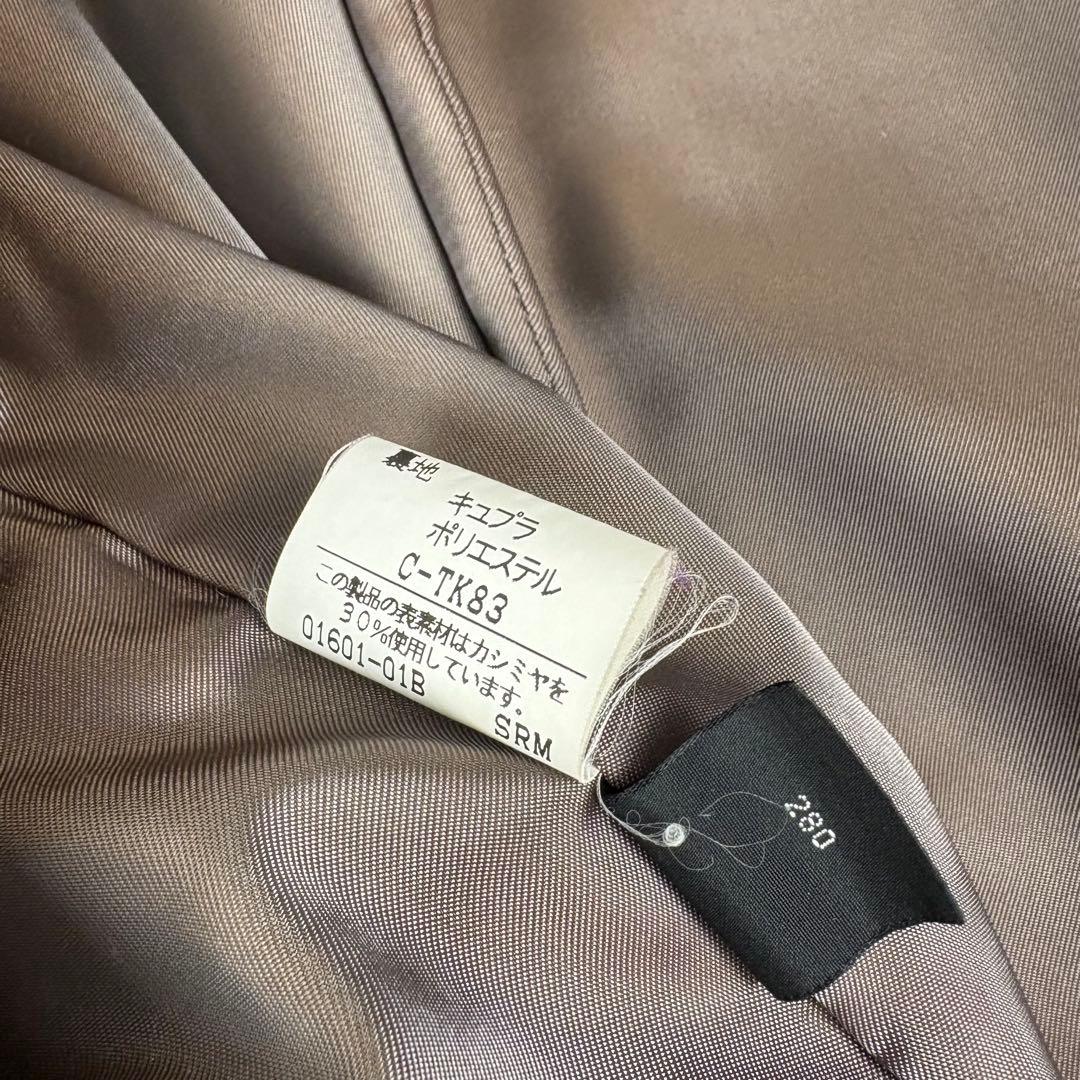 裏地
キュプラ
ポリエステル
C-TK83
この製品の表素材はカシミヤを
30%使用しています。
01601-01B
SRM
280